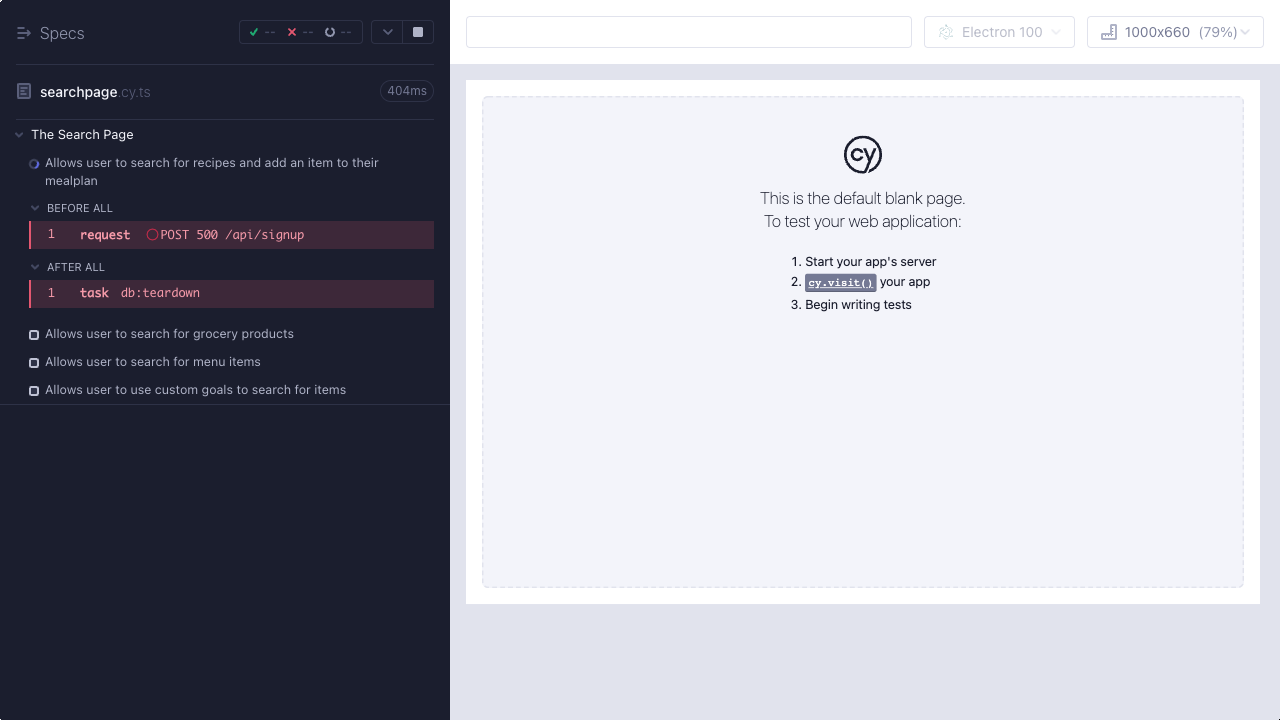 Specs
-- -- --
searchpage.cy.ts 404ms
The Search Page
Allows user to search for recipes and add an item to their
mealplan
BEFORE ALL
1 request POST 500 /api/signup
AFTER ALL
1 task db:teardown
Allows user to search for grocery products
Allows user to search for menu items
Allows user to use custom goals to search for items
Electron 100
1000x660 (79%)
cy
This is the default blank page.
To test your web application:
1. Start your app's server
2. cy.visit() your app
3. Begin writing tests